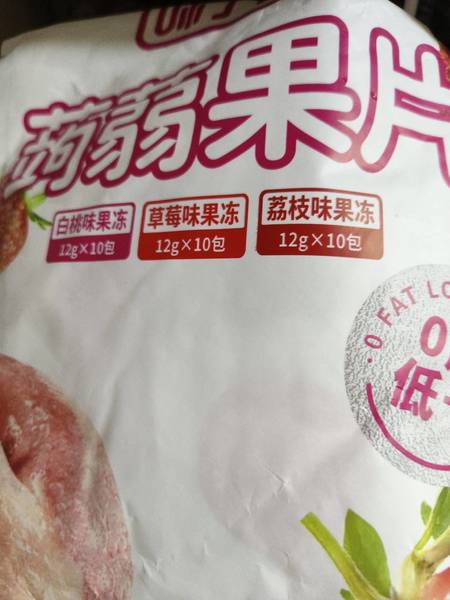 蒟蒻果片
白桃味果冻
12g×10包
草莓味果冻
12g×10包
荔枝味果冻
12g×10包
0 FAT LO
0
低